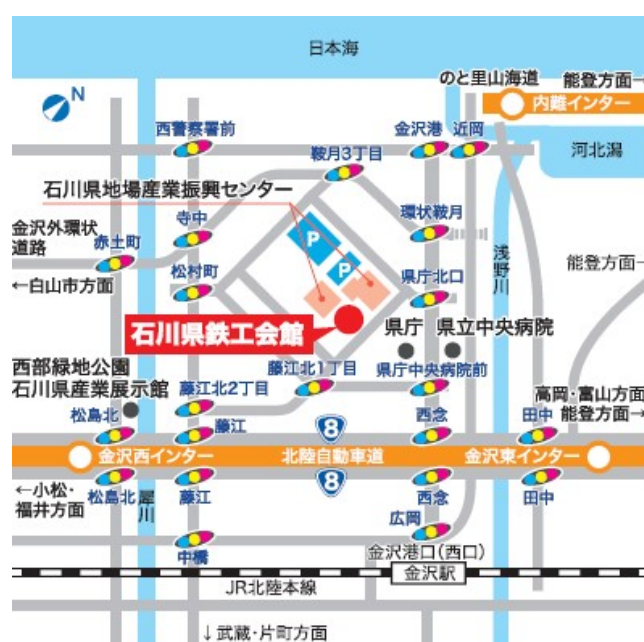 日本海
のと里山海道 能登方面→
N
内灘インター
西警察署前
金沢港
近岡
鞍月3丁目
河北潟
石川県地場産業振興センター
金沢外環状
道路
寺中
環状鞍月
P
赤土町
浅野川
松村町
P
県庁北口
能登方面→
←白山市方面
石川県鉄工会館
県庁 県立中央病院
西部緑地公園
石川県産業展示館
藤江北1丁目
県庁中央病院前
藤江北2丁目
高岡・富山方面
能登方面→
松島北
藤江
8
西念
田中
金沢西インター
北陸自動車道
金沢東インター
←小松・
福井方面
松島北
犀川
藤江
8
西念
田中
広岡
中橋
金沢港口(西口)
金沢駅
JR北陸本線
↓武蔵・片町方面